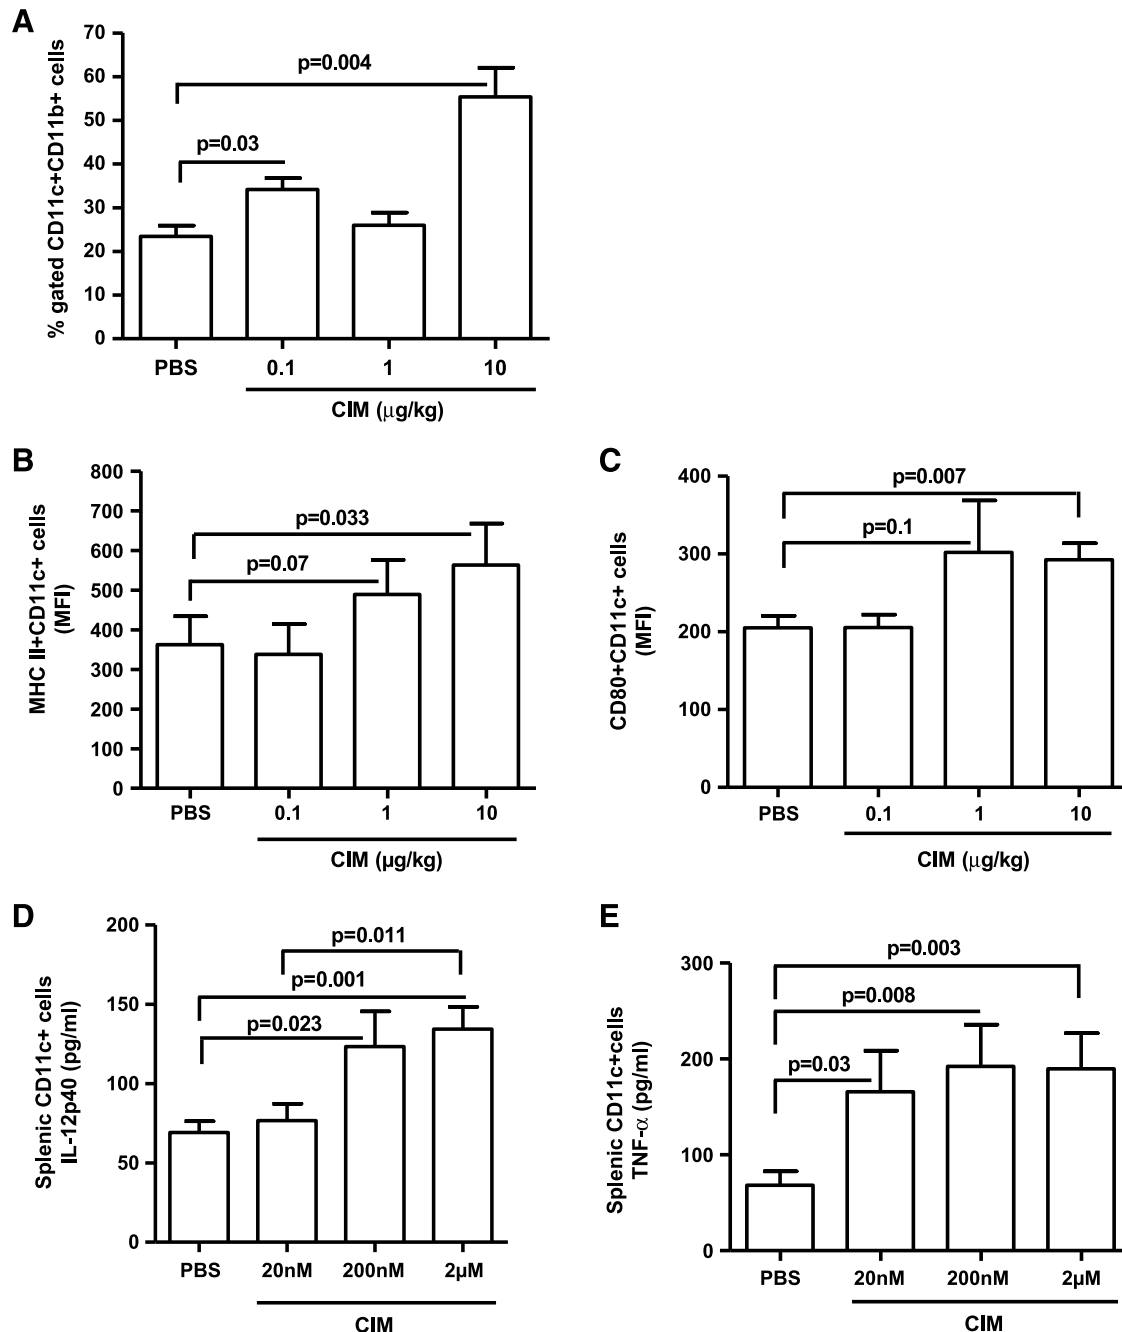 A
% gated CD11c+CD11b+ cells
70
60
50
40
30
20
10
0
p=0.004
p=0.03
PBS 0.1 1 10
CIM (μg/kg)
B
MHC II+CD11c+ cells
(MFI)
800
700
600
500
400
300
200
100
0
p=0.033
p=0.07
PBS 0.1 1 10
CIM (μg/kg)
C
CD80+CD11c+ cells
(MFI)
400
300
200
100
0
p=0.007
p=0.1
PBS 0.1 1 10
CIM (μg/kg)
D
Splenic CD11c+ cells
IL-12p40 (pg/ml)
200
150
100
50
0
p=0.011
p=0.001
p=0.023
PBS 20nM 200nM 2μM
CIM
E
Splenic CD11c+cells
TNF-α (pg/ml)
300
200
100
0
p=0.003
p=0.008
p=0.03
PBS 20nM 200nM 2μM
CIM